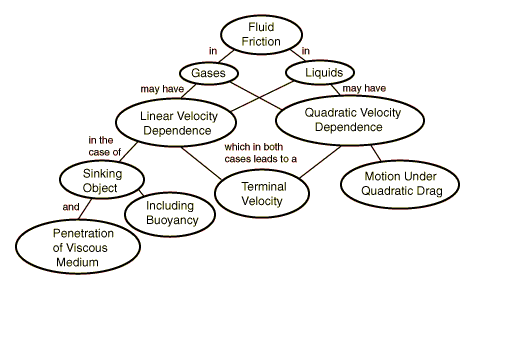 Fluid
Friction
in
in
Gases
Liquids
may have
may have
Linear Velocity
Dependence
Quadratic Velocity
Dependence
in the
case of
which in both
cases leads to a
Sinking
Object
Terminal
Velocity
Motion Under
Quadratic Drag
and
Including
Buoyancy
Penetration
of Viscous
Medium